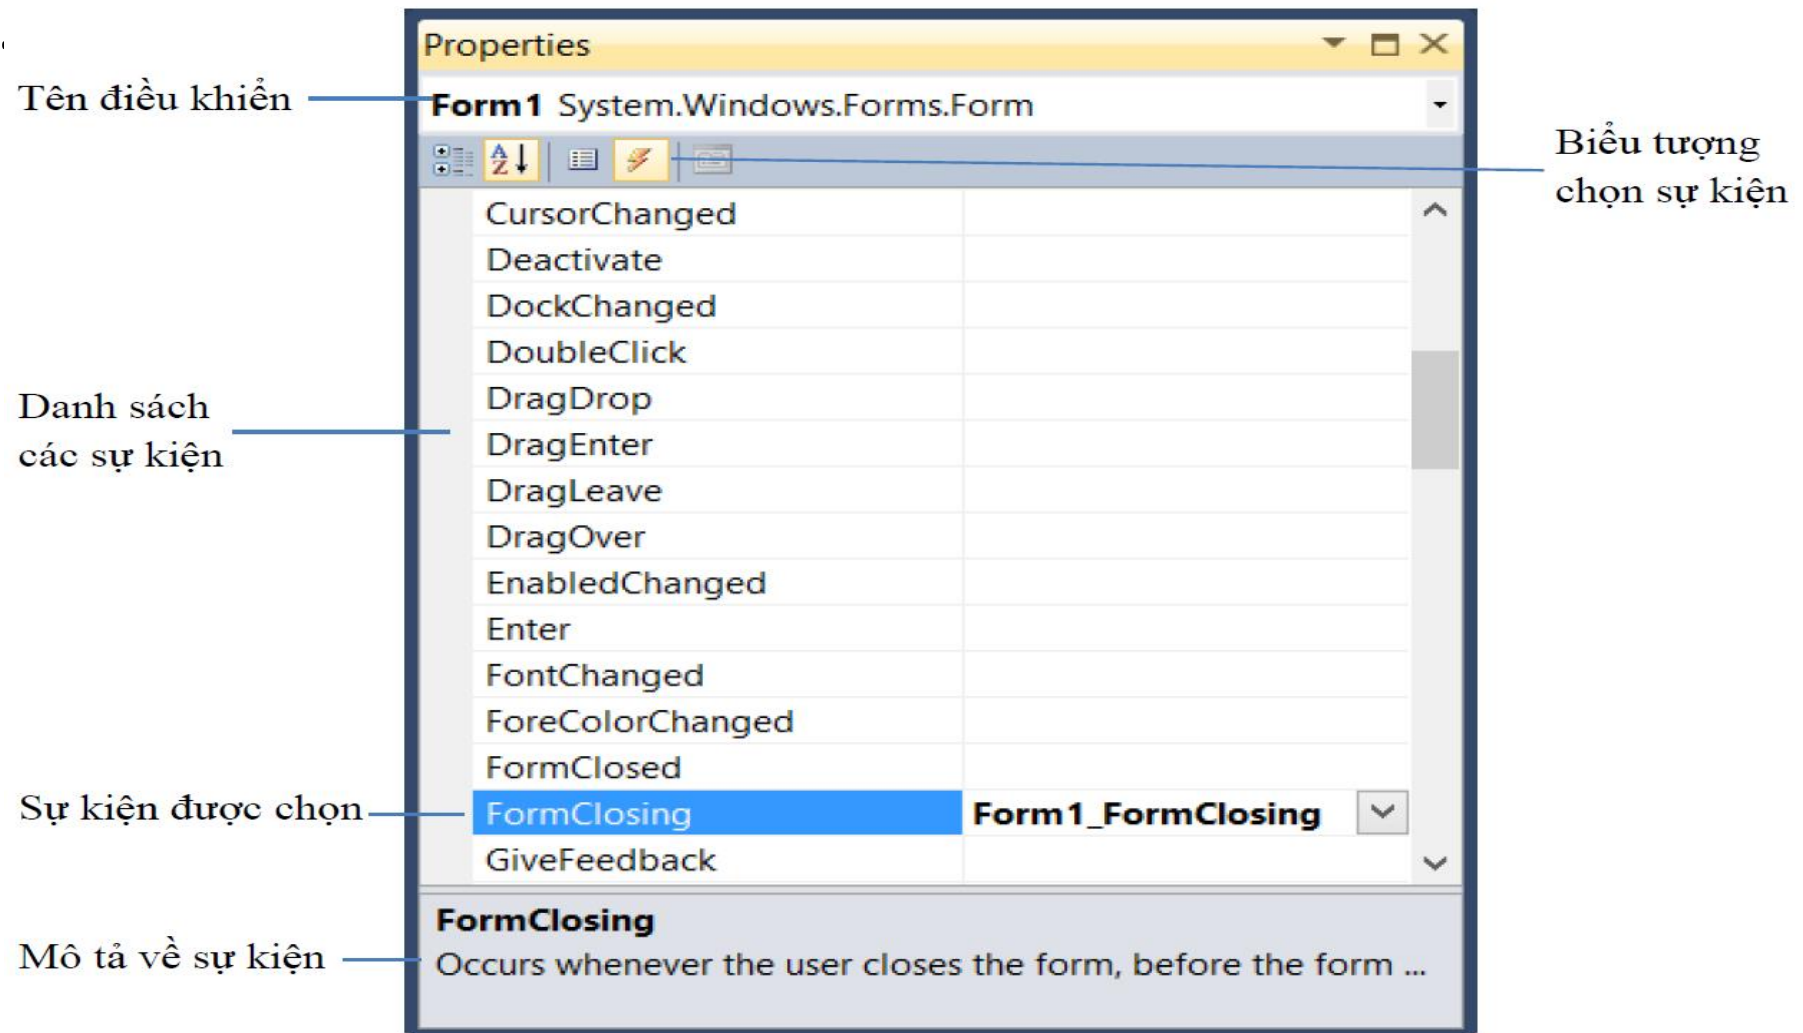 Properties
Tên điều khiển
Form1 System.Windows.Forms.Form
Biểu tượng
chọn sự kiện
CursorChanged
Deactivate
DockChanged
DoubleClick
DragDrop
Danh sách
các sự kiện
DragEnter
DragLeave
DragOver
EnabledChanged
Enter
FontChanged
ForeColorChanged
FormClosed
Sự kiện được chọn
FormClosing Form1_FormClosing
GiveFeedback
FormClosing
Mô tả về sự kiện
Occurs whenever the user closes the form, before the form ...